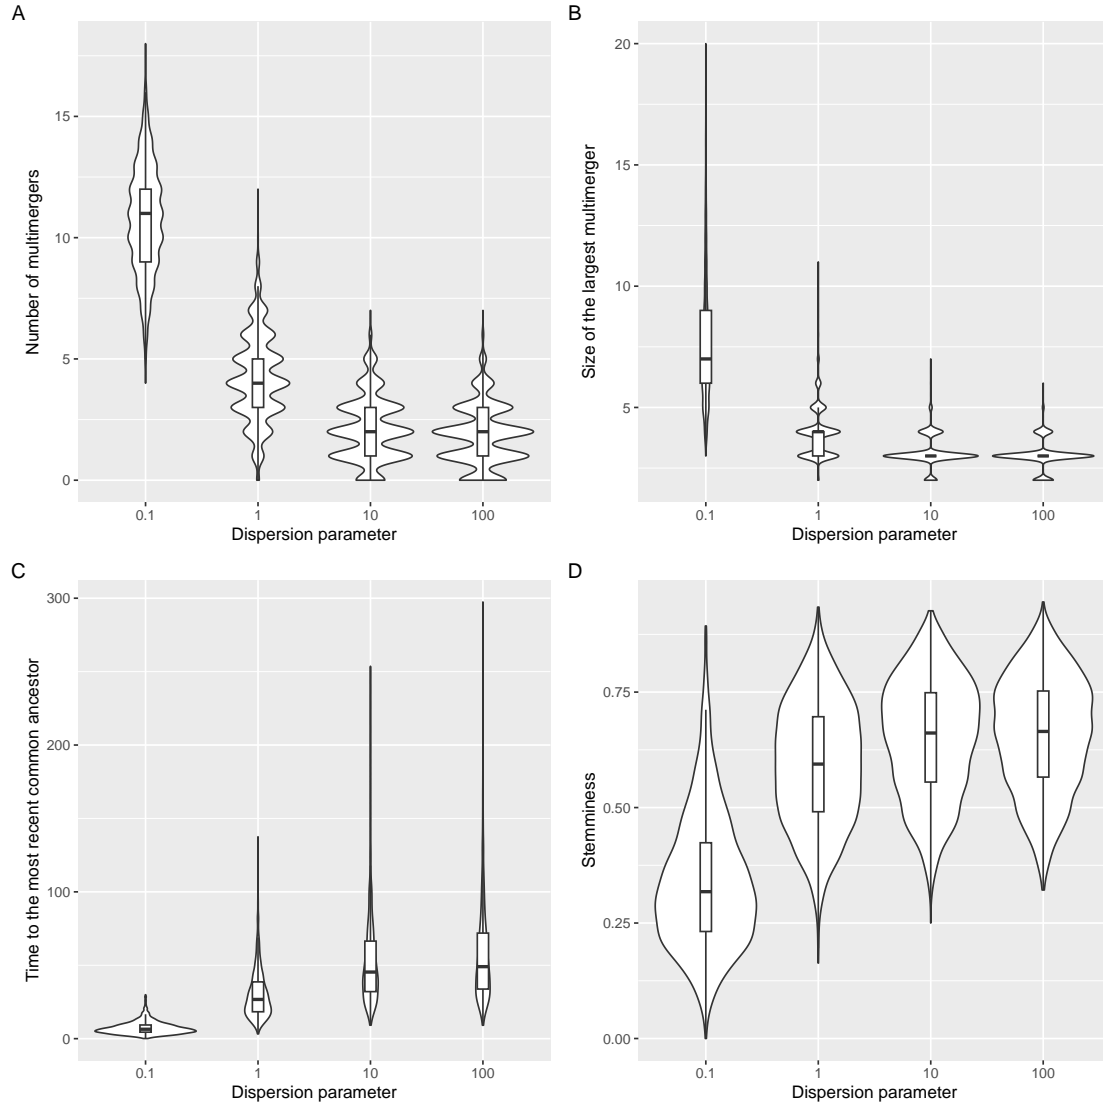 A
Number of multimergers
15
10
5
0
0.1 1 10 100
Dispersion parameter
B
Size of the largest multimerger
20
15
10
5
0.1 1 10 100
Dispersion parameter
C
Time to the most recent common ancestor
300
200
100
0
0.1 1 10 100
Dispersion parameter
D
Stemminess
0.75
0.50
0.25
0.00
0.1 1 10 100
Dispersion parameter